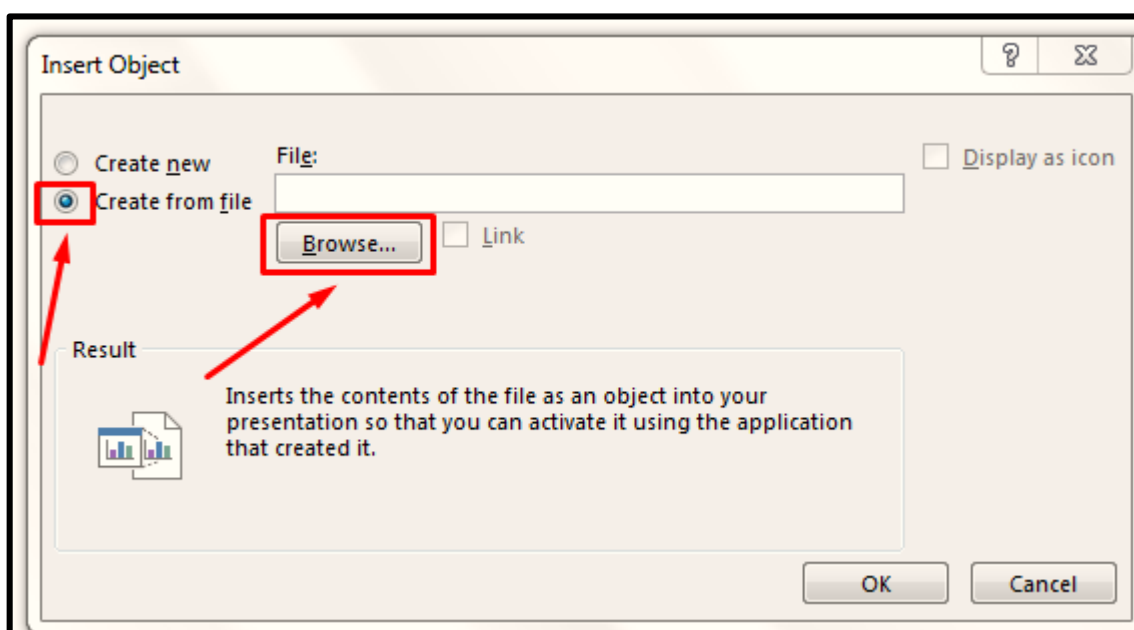 Insert Object
Create new
File:
Create from file
Browse...
Link
Display as icon
Result
Inserts the contents of the file as an object into your
presentation so that you can activate it using the application
that created it.
OK
Cancel